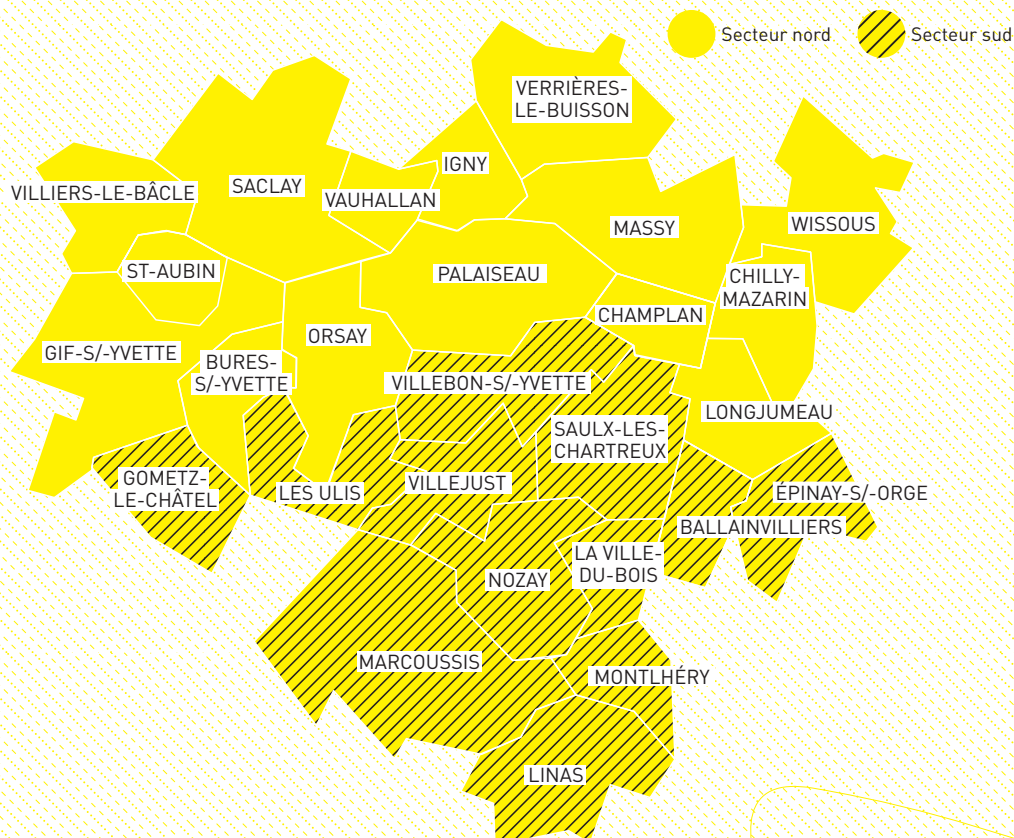 Secteur nord
Secteur sud
VERRIÈRES-
LE-BUISSON
IGNY
VILLIERS-LE-BÂCLE
SACLAY
VAUHALLAN
MASSY
WISSOUS
ST-AUBIN
PALAISEAU
CHILLY-
MAZARIN
CHAMPLAN
GIF-S/-YVETTE
BURES-
S/-YVETTE
ORSAY
VILLEBON-S/-YVETTE
LONGJUMEAU
SAULX-LES-
CHARTREUX
GOMETZ-
LE-CHÂTEL
LES ULIS
VILLEJUST
ÉPINAY-S/-ORGE
BALLAINVILLIERS
NOZAY
LA VILLE-
DU-BOIS
MARCOUSSIS
MONTLHÉRY
LINAS